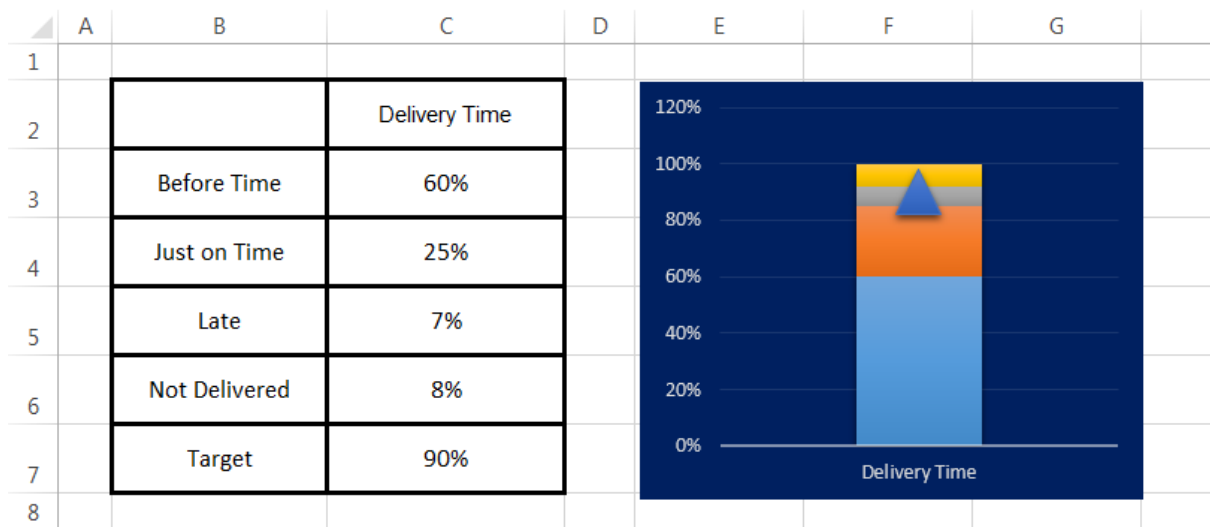 A B C D E F G
1
2 Delivery Time
3 Before Time 60%
4 Just on Time 25%
5 Late 7%
6 Not Delivered 8%
7 Target 90%
8
120%
100%
80%
60%
40%
20%
0%
Delivery Time